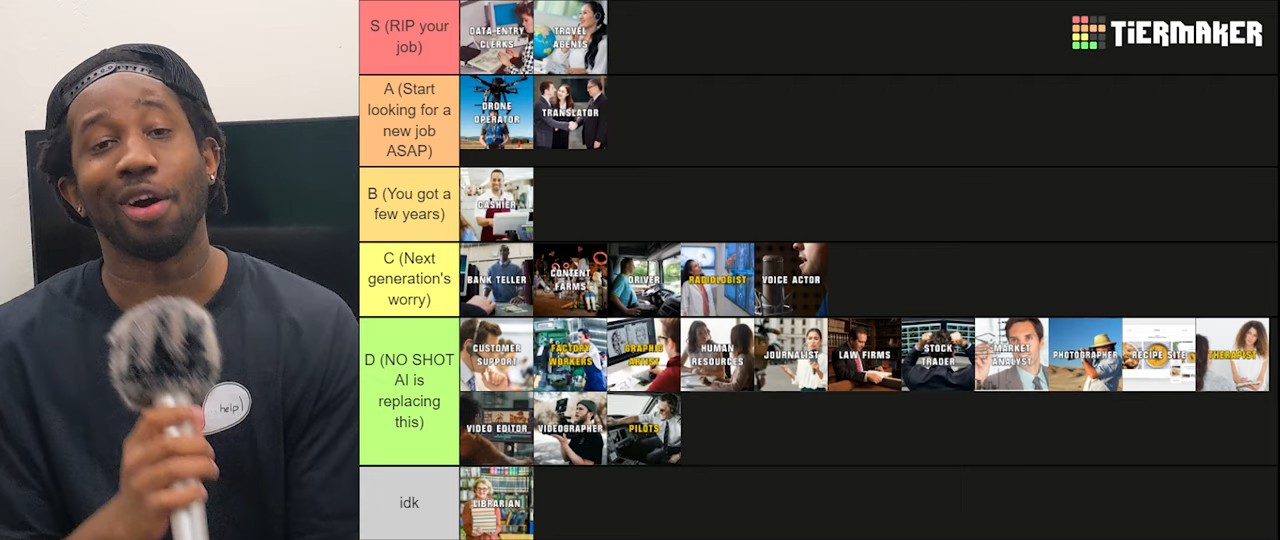 S (RIP your
job)
DATA ENTRY
CLERKS
TRAVEL
AGENTS
TiERMAKER
A (Start
looking for a
new job
ASAP)
DRONE
OPERATOR
TRANSLATOR
B (You got a
few years)
CASHIER
C (Next
generation's
worry)
BANK TELLER
CONTENT
FARMS
DRIVER
RADIOLOGIST
VOICE ACTOR
D (NO SHOT
AI is
replacing
this)
CUSTOMER
SUPPORT
FACTORY
WORKERS
GRAPHIC
ARTIST
HUMAN
RESOURCES
JOURNALIST
LAW FIRMS
STOCK
TRADER
MARKET
ANALYST
PHOTOGRAPHER
RECIPE SITE
THERAPIST
VIDEO EDITOR
VIDEOGRAPHER
PILOTS
idk
LIBRARIAN
help)